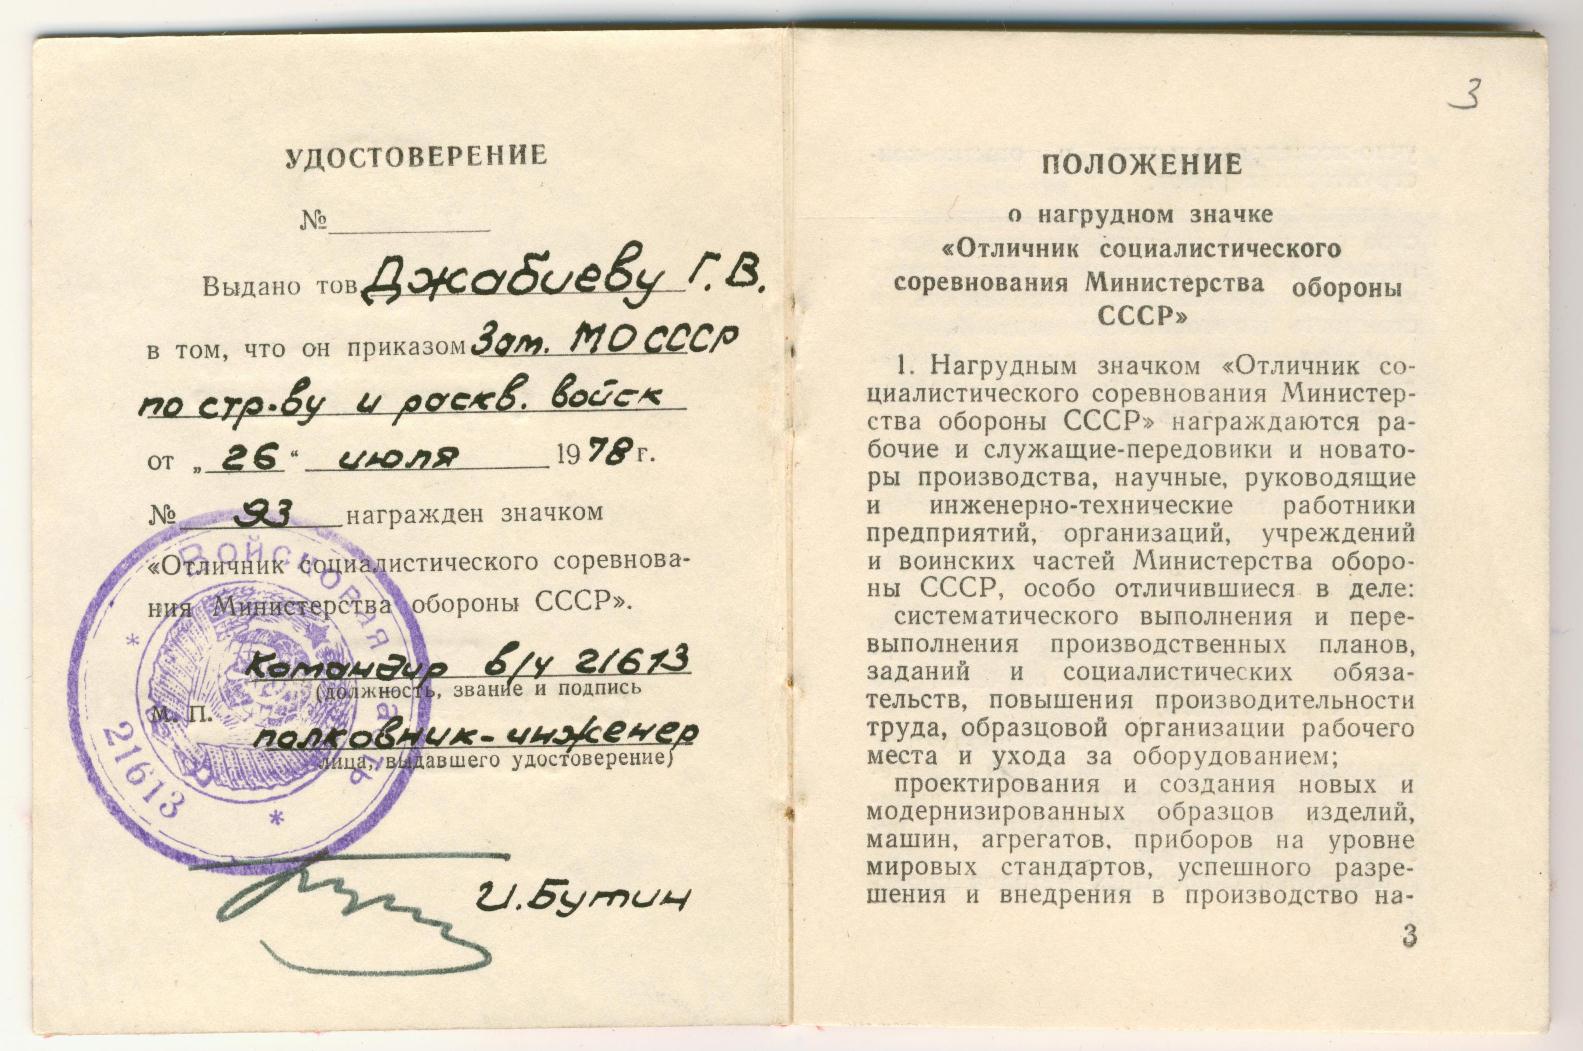 УДОСТОВЕРЕНИЕ
№
Выдано тов Джабиеву Г. В.
в том, что он приказом Зам. МО СССР
по стр-ву и раскв. войск
от „26“ июля 1978 г.
№ 93 награжден значком
«Отличник социалистического соревнова-
ния Министерства обороны СССР».
Командир в/ч 21613
(должность, звание и подпись
М. П.
полковник-инженер
лица, выдавшего удостоверение)
Войсковая часть
21613
И. Бутин
3
ПОЛОЖЕНИЕ
о нагрудном значке
«Отличник социалистического
соревнования Министерства обороны
СССР»
1. Нагрудным значком «Отличник со-
циалистического соревнования Министер-
ства обороны СССР» награждаются ра-
бочие и служащие-передовики и новато-
ры производства, научные, руководящие
и инженерно-технические работники
предприятий, организаций, учреждений
и воинских частей Министерства оборо-
ны СССР, особо отличившиеся в деле:
систематического выполнения и пере-
выполнения производственных планов,
заданий и социалистических обяза-
тельств, повышения производительности
труда, образцовой организации рабочего
места и ухода за оборудованием;
проектирования и создания новых и
модернизированных образцов изделий,
машин, агрегатов, приборов на уровне
мировых стандартов, успешного разре-
шения и внедрения в производство на-
3